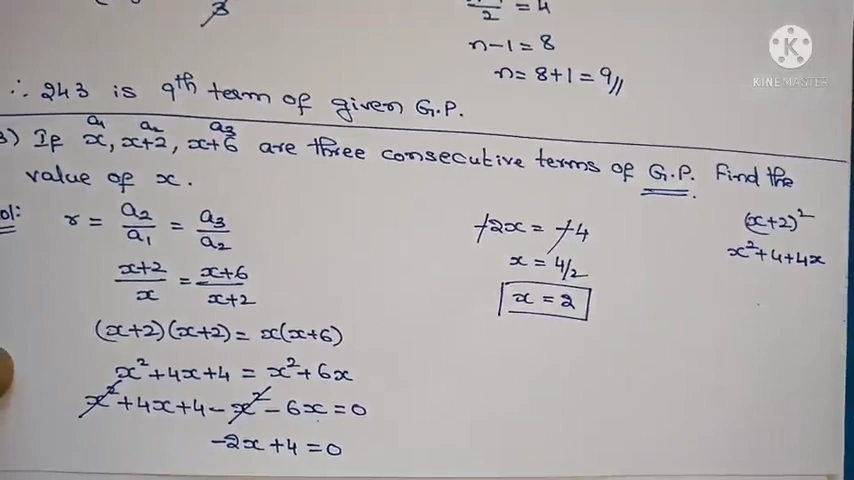 2 = 4
3
n-1 = 8
n = 8+1 = 9//
∴ 243 is 9th term of given G.P.
a1 a2 a3
3) If x, x+2, x+6 are three consecutive terms of G.P. Find the
value of x.
Sol:
r = a2/a1 = a3/a2
x+2/x = x+6/x+2
(x+2)(x+2) = x(x+6)
x²+4x+4 = x²+6x
x²+4x+4-x²-6x=0
-2x+4=0
-2x = -4
x = 4/2
x = 2
(x+2)²
x²+4+4x
K
KINEMASTER